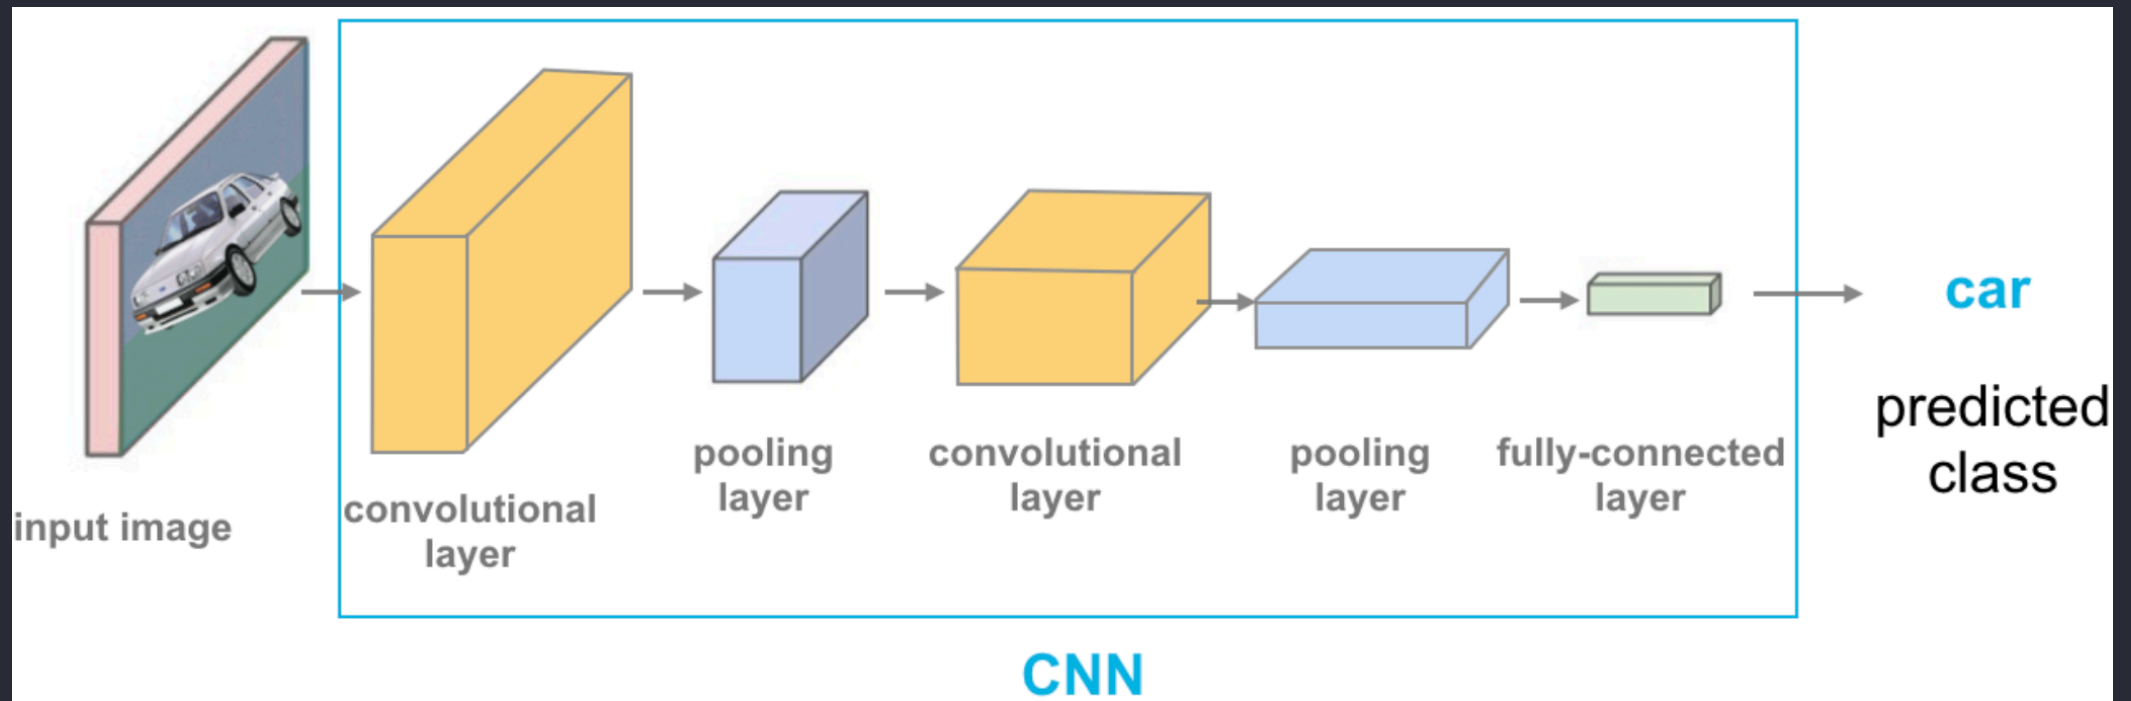 input image
convolutional
layer
pooling
layer
convolutional
layer
pooling
layer
fully-connected
layer
car
predicted
class
CNN